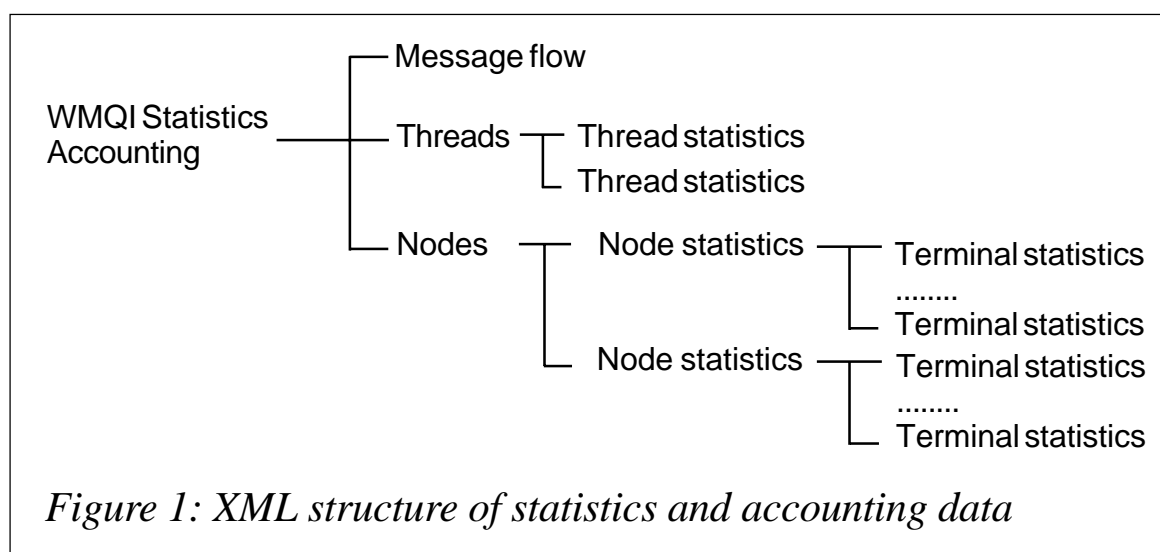 Message flow
WMQI Statistics
Accounting
Threads
Thread statistics
Thread statistics
Nodes
Node statistics
Terminal statistics
........
Terminal statistics
Node statistics
Terminal statistics
........
Terminal statistics
Figure 1: XML structure of statistics and accounting data